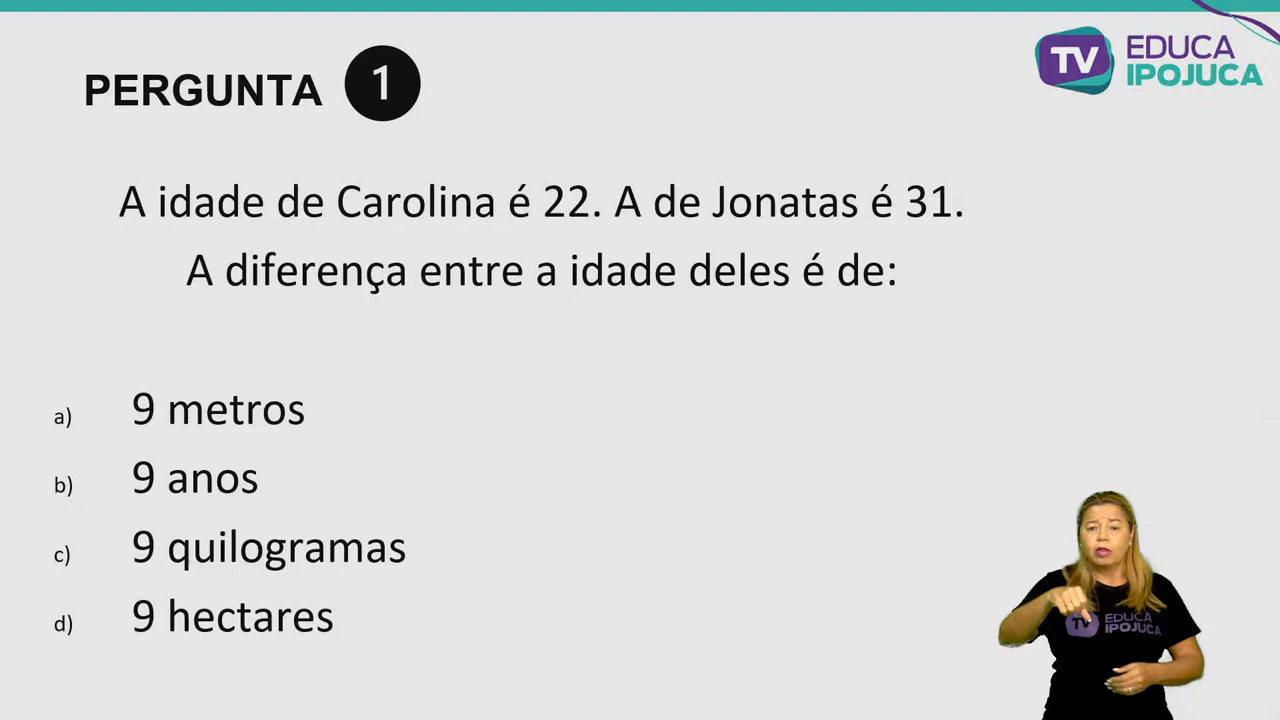 TV EDUCA
IPOJUCA
PERGUNTA 1
A idade de Carolina é 22. A de Jonatas é 31.
A diferença entre a idade deles é de:
a) 9 metros
b) 9 anos
c) 9 quilogramas
d) 9 hectares
TV EDUCA
IPOJUCA